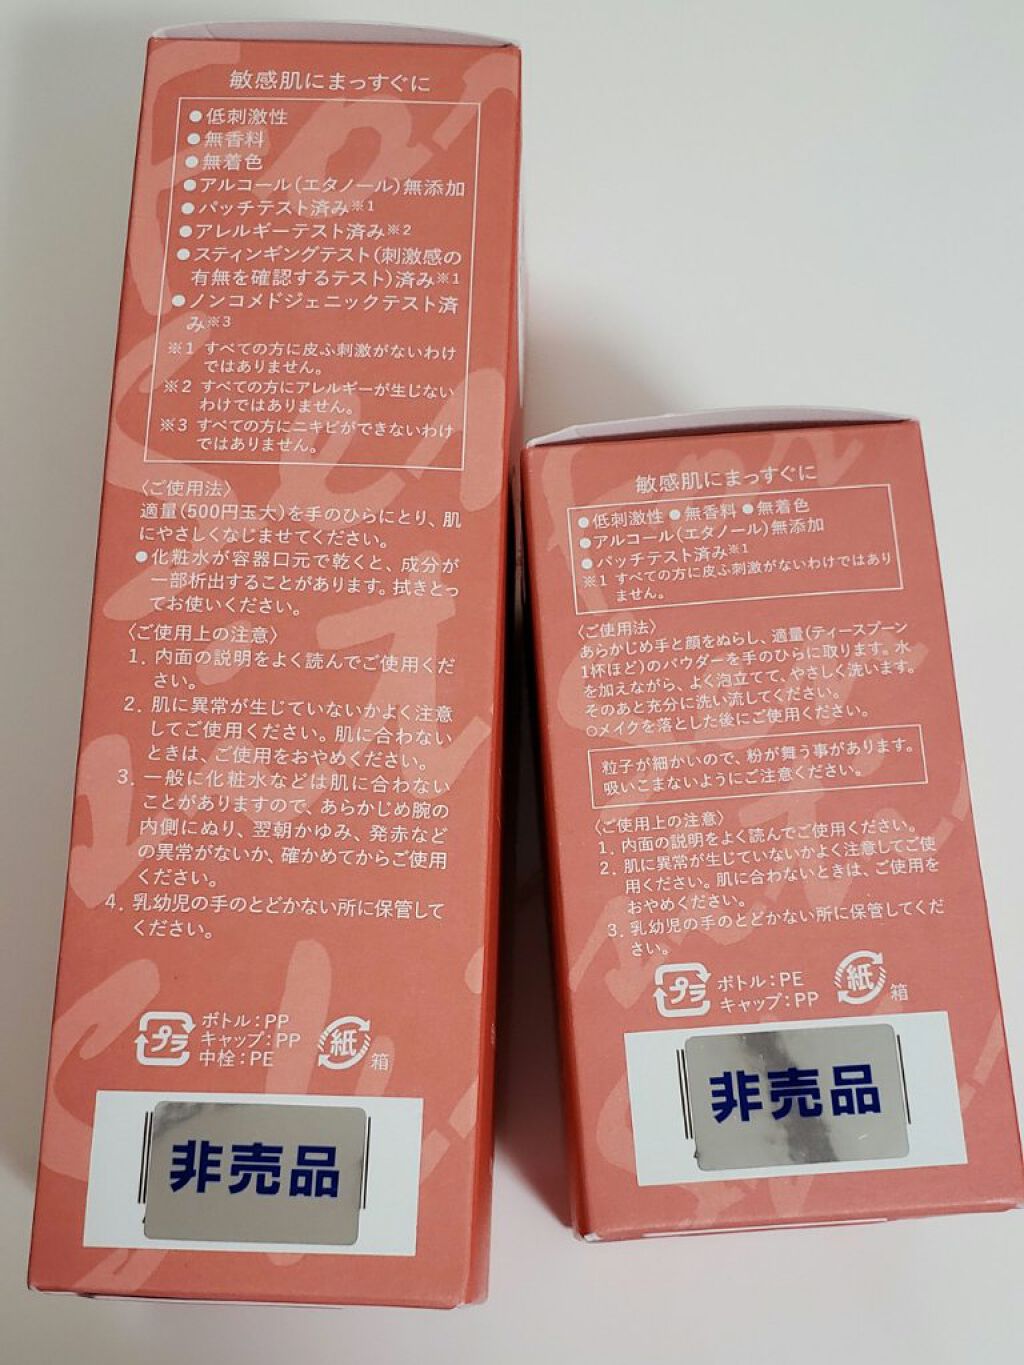 敏感肌にまっすぐに
●低刺激性
●無香料
●無着色
●アルコール(エタノール)無添加
●パッチテスト済み※1
●アレルギーテスト済み※2
●スティンギングテスト(刺激感の
有無を確認するテスト)済み※1
●ノンコメドジェニックテスト済
み※3
※1 すべての方に皮ふ刺激がないわけ
ではありません。
※2 すべての方にアレルギーが生じない
わけではありません。
※3 すべての方にニキビができないわけ
ではありません。
〈ご使用法〉
適量(500円玉大)を手のひらにとり、肌
にやさしくなじませてください。
●化粧水が容器口元で乾くと、成分が
一部析出することがあります。拭きとっ
てお使いください。
〈ご使用上の注意〉
1. 内面の説明をよく読んでご使用くだ
さい。
2. 肌に異常が生じていないかよく注意
してご使用ください。肌に合わない
ときは、ご使用をおやめください。
3. 一般に化粧水などは肌に合わない
ことがありますので、あらかじめ腕の
内側にぬり、翌朝かゆみ、発赤など
の異常がないか、確かめてからご使用
ください。
4. 乳幼児の手のとどかない所に保管して
ください。
プラ
ボトル:PP
キャップ:PP
中栓:PE
紙
箱
非売品
敏感肌にまっすぐに
●低刺激性 ●無香料 ●無着色
●アルコール(エタノール)無添加
●パッチテスト済み※1
※1 すべての方に皮ふ刺激がないわけではあり
ません。
〈ご使用法〉
あらかじめ手と顔をぬらし、適量(ティースプーン
1杯ほど)のパウダーを手のひらに取ります。水
を加えながら、よく泡立てて、やさしく洗います。
そのあと充分に洗い流してください。
○メイクを落とした後にご使用ください。
粒子が細かいので、粉が舞う事があります。
吸いこまないようにご注意ください。
〈ご使用上の注意〉
1. 内面の説明をよく読んでご使用ください。
2. 肌に異常が生じていないかよく注意してご使
用ください。肌に合わないときは、ご使用を
おやめください。
3. 乳幼児の手のとどかない所に保管してくだ
さい。
プラ
ボトル:PE
キャップ:PP
紙
箱
非売品